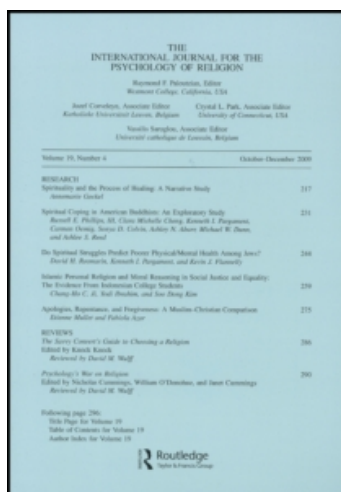 THE
INTERNATIONAL JOURNAL FOR THE
PSYCHOLOGY OF RELIGION
Raymond F. Paloutzian, Editor
Westmont College, California, USA
Jozef Corveleyn, Associate Editor Crystal L. Park, Associate Editor
Katholieke Universiteit Leuven, Belgium University of Connecticut, USA
Vassilis Saroglou, Associate Editor
Université catholique de Louvain, Belgium
Volume 19, Number 4 October–December 2009
RESEARCH
Spirituality and the Process of Healing: A Narrative Study 217
Annemarie Gockel
Spiritual Coping in American Buddhists: An Exploratory Study 231
Russell E. Phillips, III, Claire Michelle Cheng, Kenneth I. Pargament,
Carmen Oemig, Sonya D. Colvin, Ashley N. Abarr, Michael W. Dunn,
and Ashlee S. Reed
Do Spiritual Struggles Predict Poorer Physical/Mental Health Among Jews? 244
David H. Rosmarin, Kenneth I. Pargament, and Kevin J. Flannelly
Islamic Personal Religion and Moral Reasoning in Social Justice and Equality:
The Evidence From Indonesian College Students 259
Chang-Ho C. Ji, Yodi Ibrahim, and Soo Dong Kim
Apologies, Repentance, and Forgiveness: A Muslim–Christian Comparison 275
Etienne Mullet and Fabiola Azar
REVIEWS
The Savvy Convert's Guide to Choosing a Religion 286
Edited by Knock Knock
Reviewed by David M. Wulff
Psychology's War on Religion 290
Edited by Nicholas Cummings, William O'Donohue, and Janet Cummings
Reviewed by David M. Wulff
Following page 296:
Title Page for Volume 19
Table of Contents for Volume 19
Author Index for Volume 19
Routledge
Taylor & Francis Group